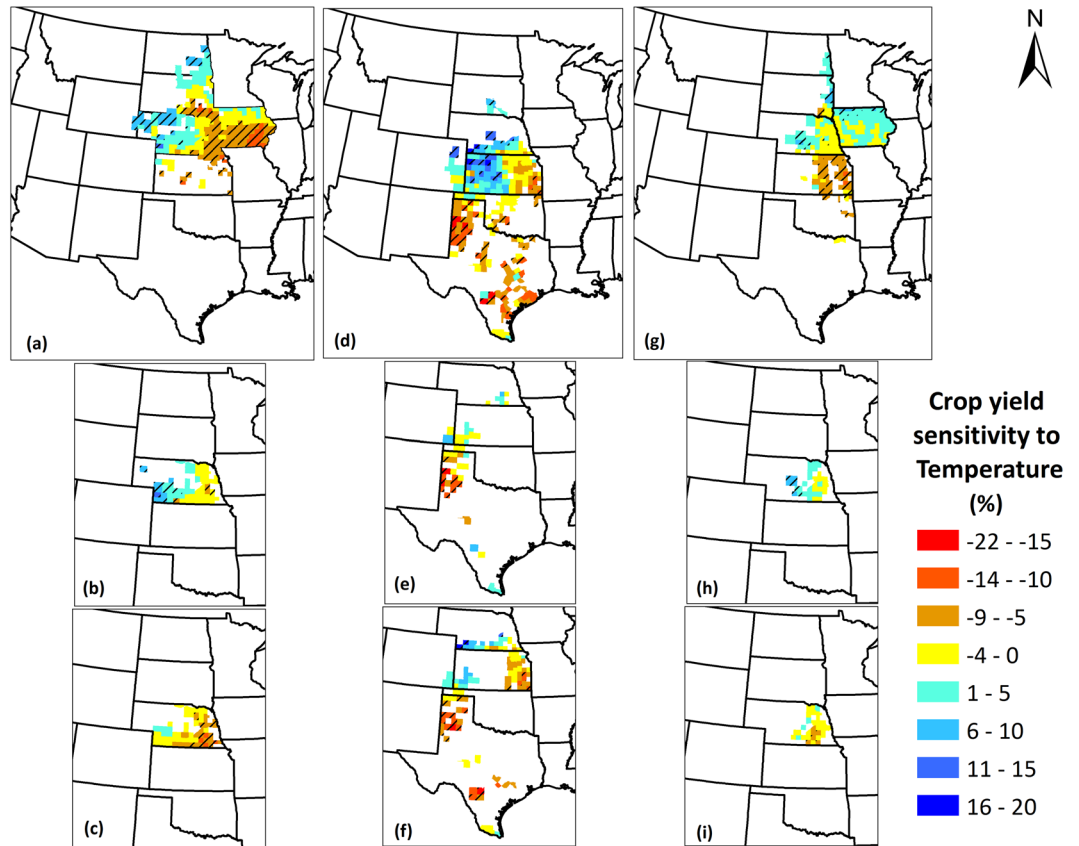 N
(a)
(d)
(g)
(b)
(e)
(h)
(c)
(f)
(i)
Crop yield
sensitivity to
Temperature
(%)
-22 - -15
-14 - -10
-9 - -5
-4 - 0
1 - 5
6 - 10
11 - 15
16 - 20